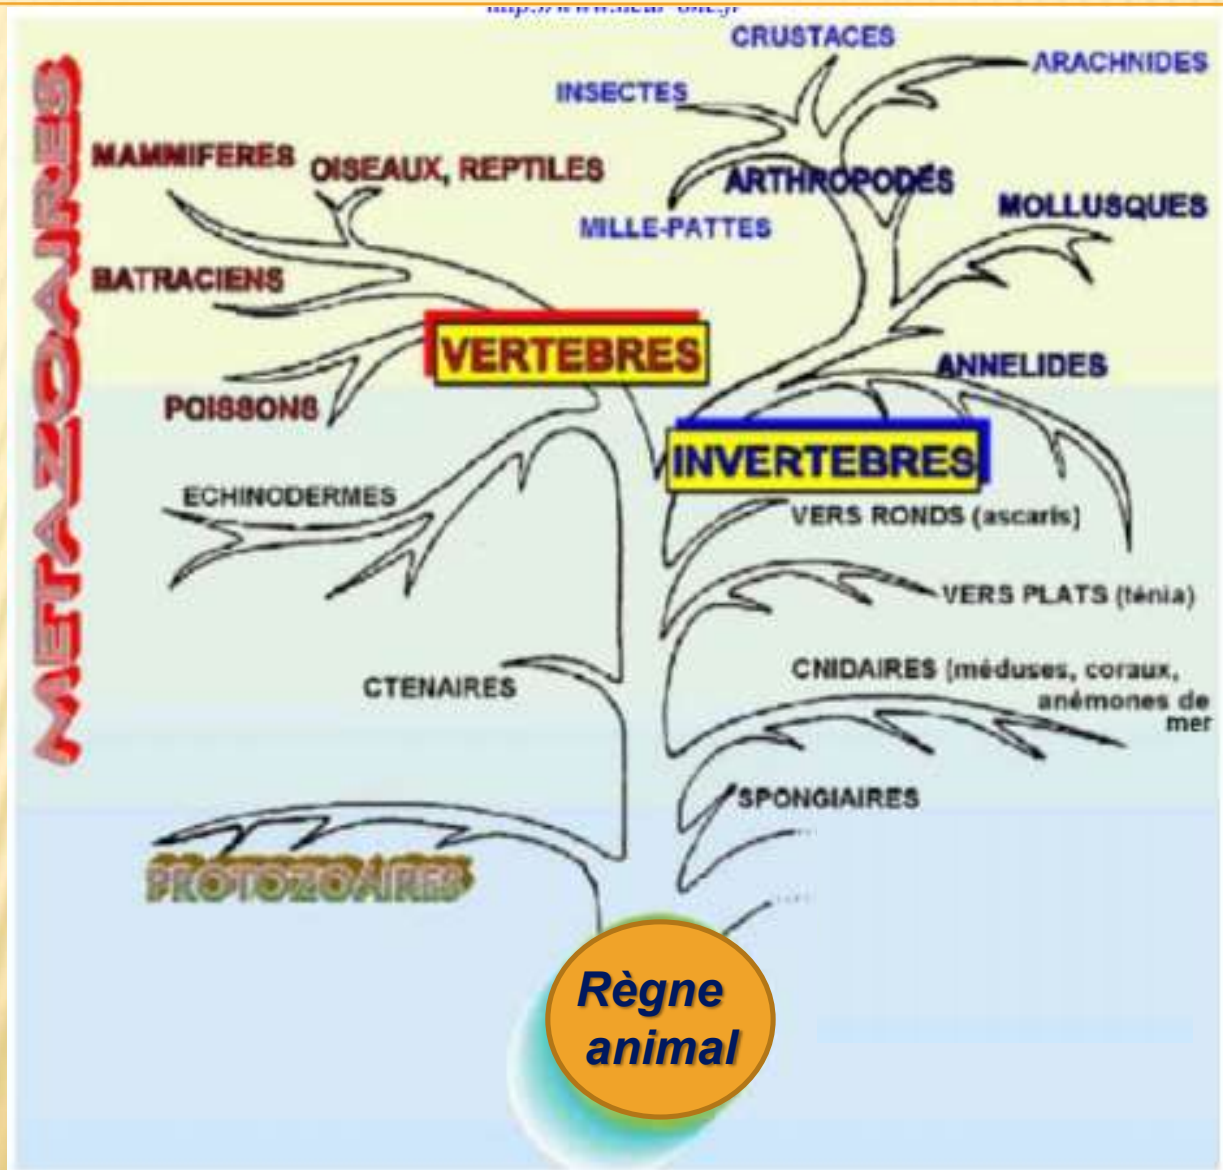 METAZOAIRES
CRUSTACES
ARACHNIDES
INSECTES
MAMMIFERES
OISEAUX, REPTILES
ARTHROPODES
MOLLUSQUES
MILLE-PATTES
BATRACIENS
VERTEBRES
ANNELIDES
POISSONS
INVERTEBRES
ECHINODERMES
VERS RONDS (ascaris)
VERS PLATS (ténia)
CNIDAIRES (méduses, coraux,
anémones de
mer
CTENAIRES
SPONGIAIRES
PROTOZOAIRES
Règne
animal